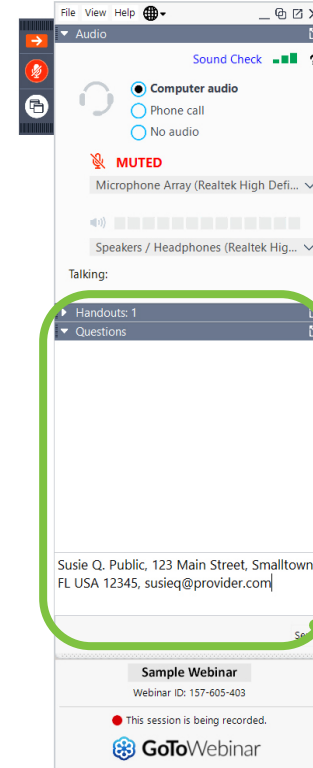 File View Help
Audio
Sound Check ?
Computer audio
Phone call
No audio
MUTED
Microphone Array (Realtek High Defi...
Speakers / Headphones (Realtek Hig...
Talking:
Handouts: 1
Questions
Susie Q. Public, 123 Main Street, Smalltown
FL USA 12345, susieq@provider.com
Sample Webinar
Webinar ID: 157-605-403
This session is being recorded.
GoToWebinar